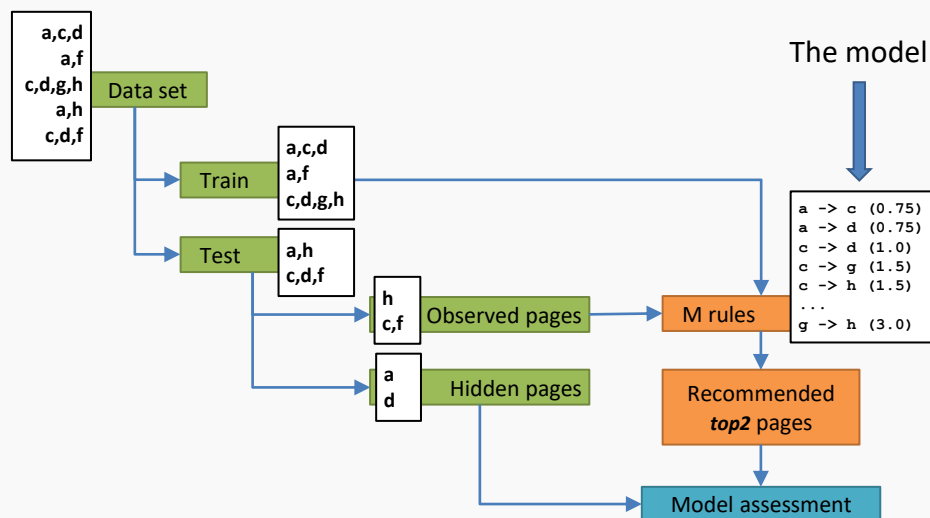 a,c,d
a,f
c,d,g,h
a,h
c,d,f
Data set
The model
Train
a,c,d
a,f
c,d,g,h
Test
a,h
c,d,f
a -> c (0.75)
a -> d (0.75)
c -> d (1.0)
c -> g (1.5)
c -> h (1.5)
...
g -> h (3.0)
h
c,f
Observed pages
M rules
a
d
Hidden pages
Recommended
top2 pages
Model assessment